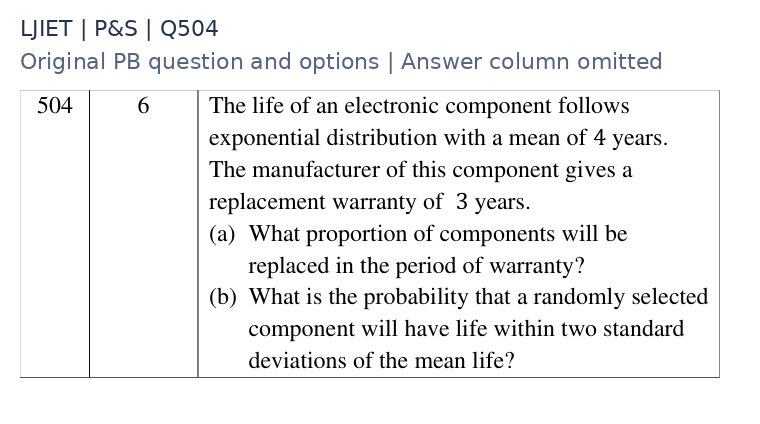 LJIET | P&S | Q504
Original PB question and options | Answer column omitted
504 6 The life of an electronic component follows
exponential distribution with a mean of 4 years.
The manufacturer of this component gives a
replacement warranty of 3 years.
(a) What proportion of components will be
replaced in the period of warranty?
(b) What is the probability that a randomly selected
component will have life within two standard
deviations of the mean life?